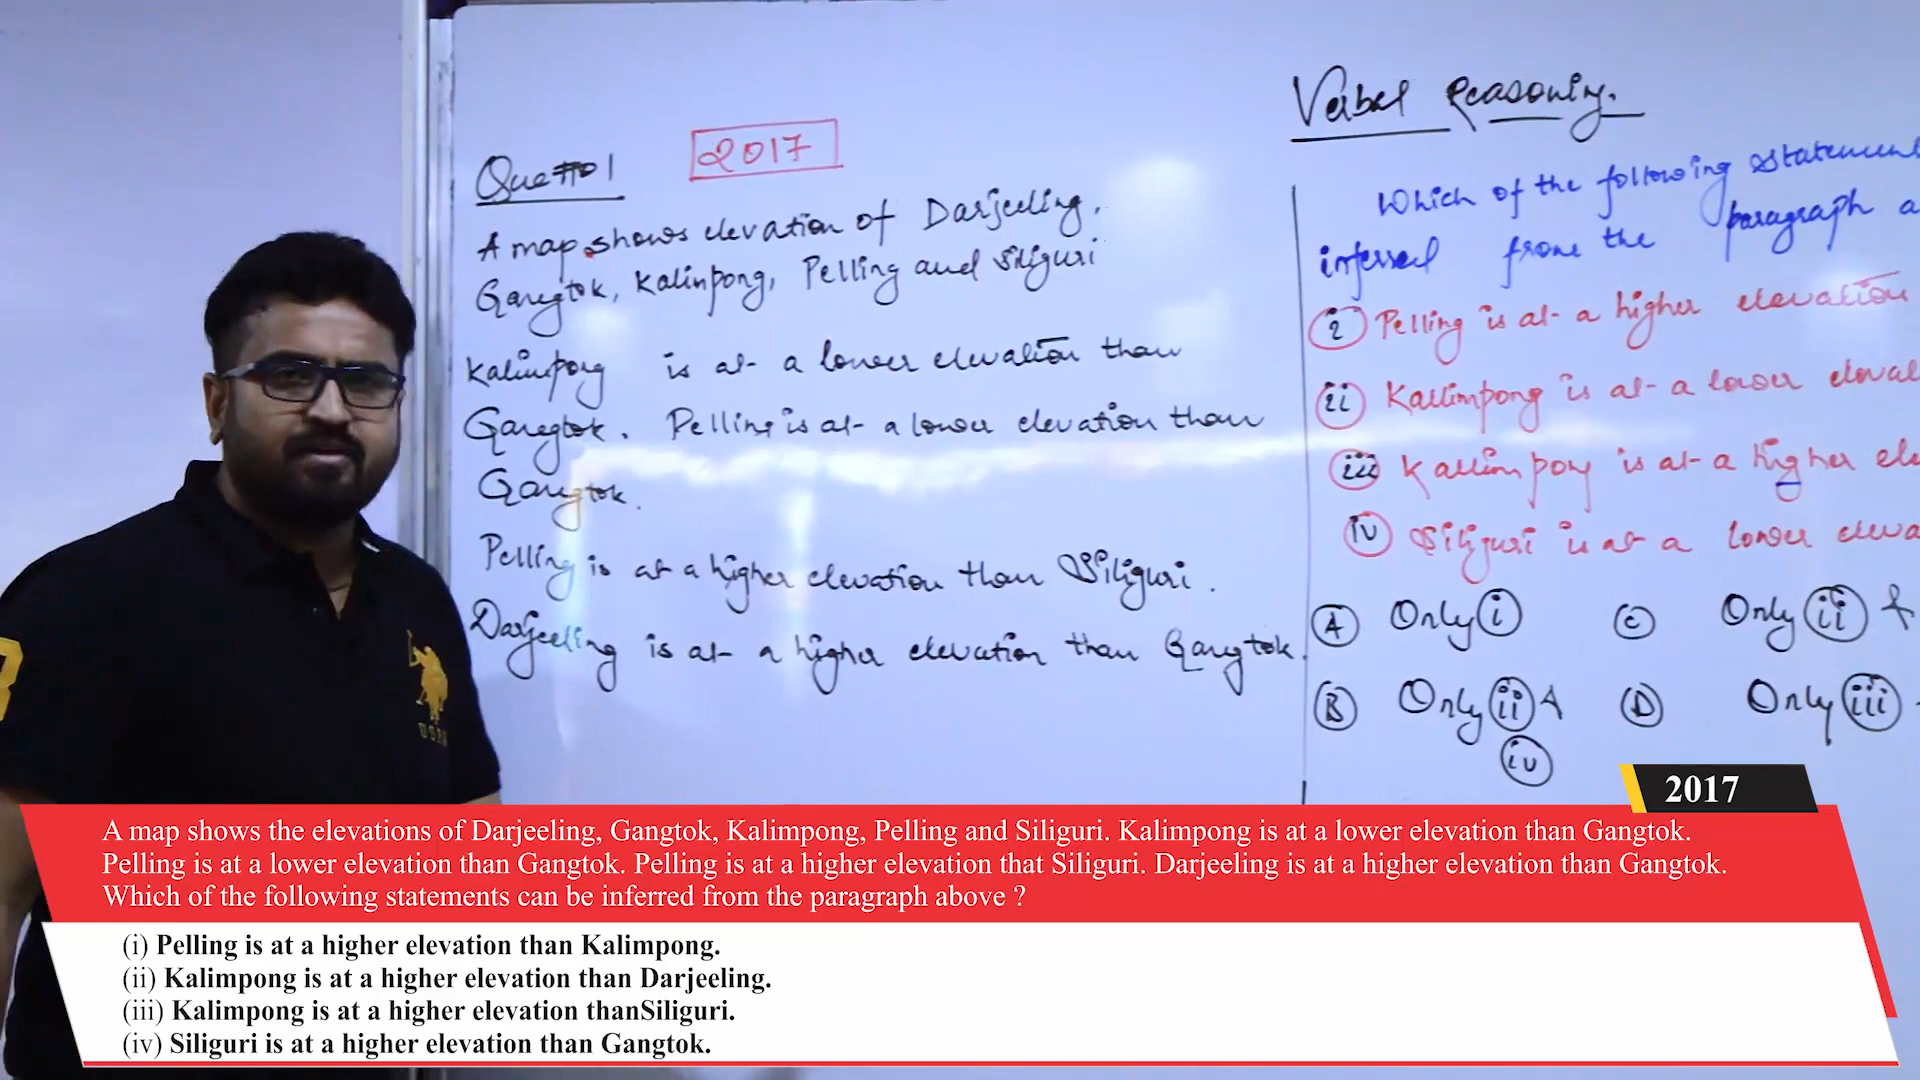 Verbal Reasoning.
Que 1
2017
A map shows elevation of Darjeeling,
Gangtok, Kalimpong, Pelling and Siliguri
Kalimpong is at a lower elevation than
Gangtok. Pelling is at a lower elevation than
Gangtok.
Pelling is at a higher elevation than Siliguri.
Darjeeling is at a higher elevation than Gangtok.
Which of the following statement
inferred from the paragraph a
i Pelling is at a higher elevation
ii Kallimpong is at a lower eleval
iii Kallimpong is at a higher ele
iv Siliguri is at a lower eleva
A Only i C Only ii &
B Only ii & iv D Only iii
2017
A map shows the elevations of Darjeeling, Gangtok, Kalimpong, Pelling and Siliguri. Kalimpong is at a lower elevation than Gangtok.
Pelling is at a lower elevation than Gangtok. Pelling is at a higher elevation that Siliguri. Darjeeling is at a higher elevation than Gangtok.
Which of the following statements can be inferred from the paragraph above ?
(i) Pelling is at a higher elevation than Kalimpong.
(ii) Kalimpong is at a higher elevation than Darjeeling.
(iii) Kalimpong is at a higher elevation thanSiliguri.
(iv) Siliguri is at a higher elevation than Gangtok.